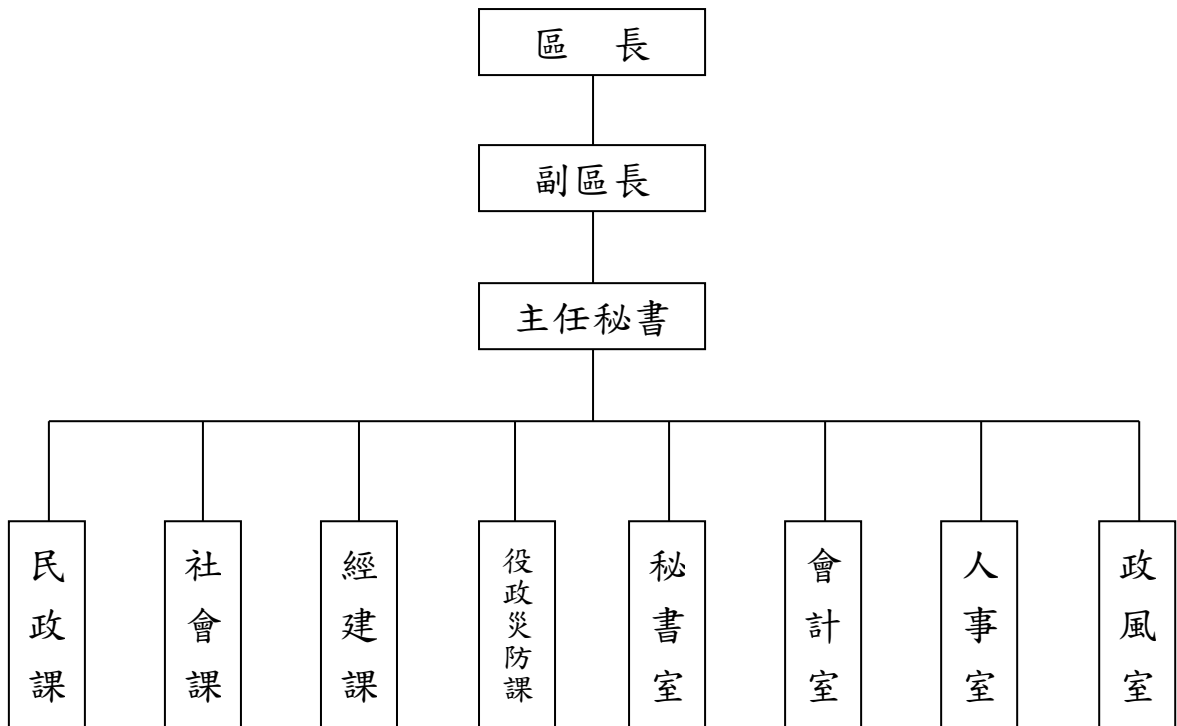 區　長
副區長
主任秘書
民政課
社會課
經建課
役政災防課
秘書室
會計室
人事室
政風室